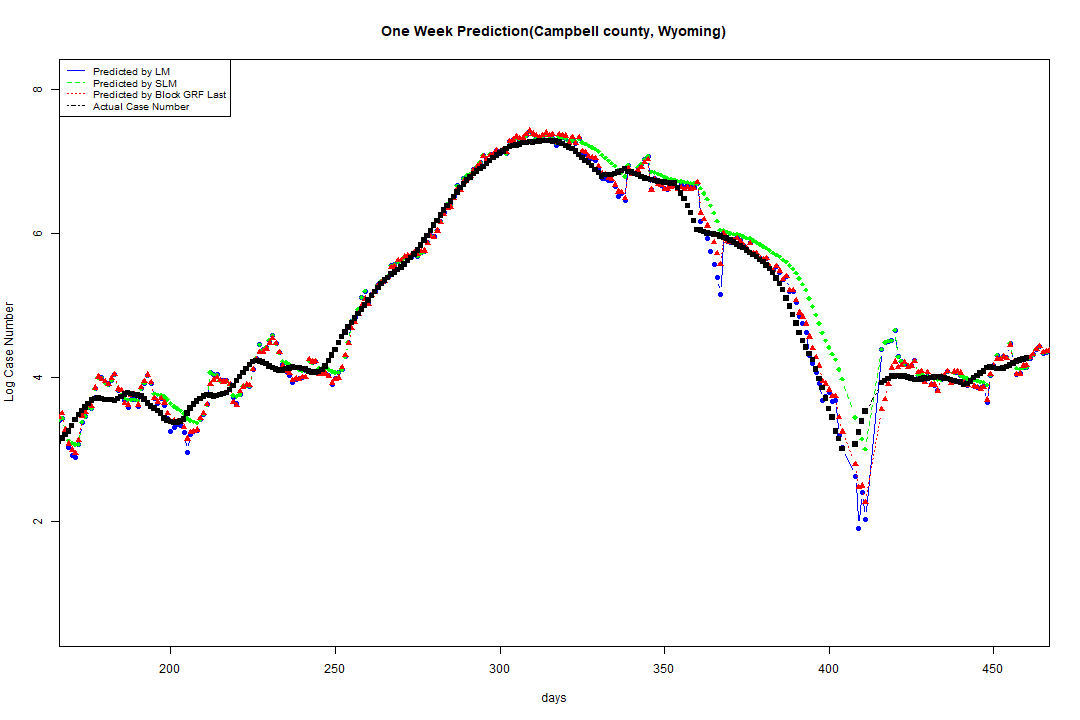 One Week Prediction(Campbell county, Wyoming)
Predicted by LM
Predicted by SLM
Predicted by Block GRF Last
Actual Case Number
8
6
4
2
Log Case Number
200 250 300 350 400 450
days